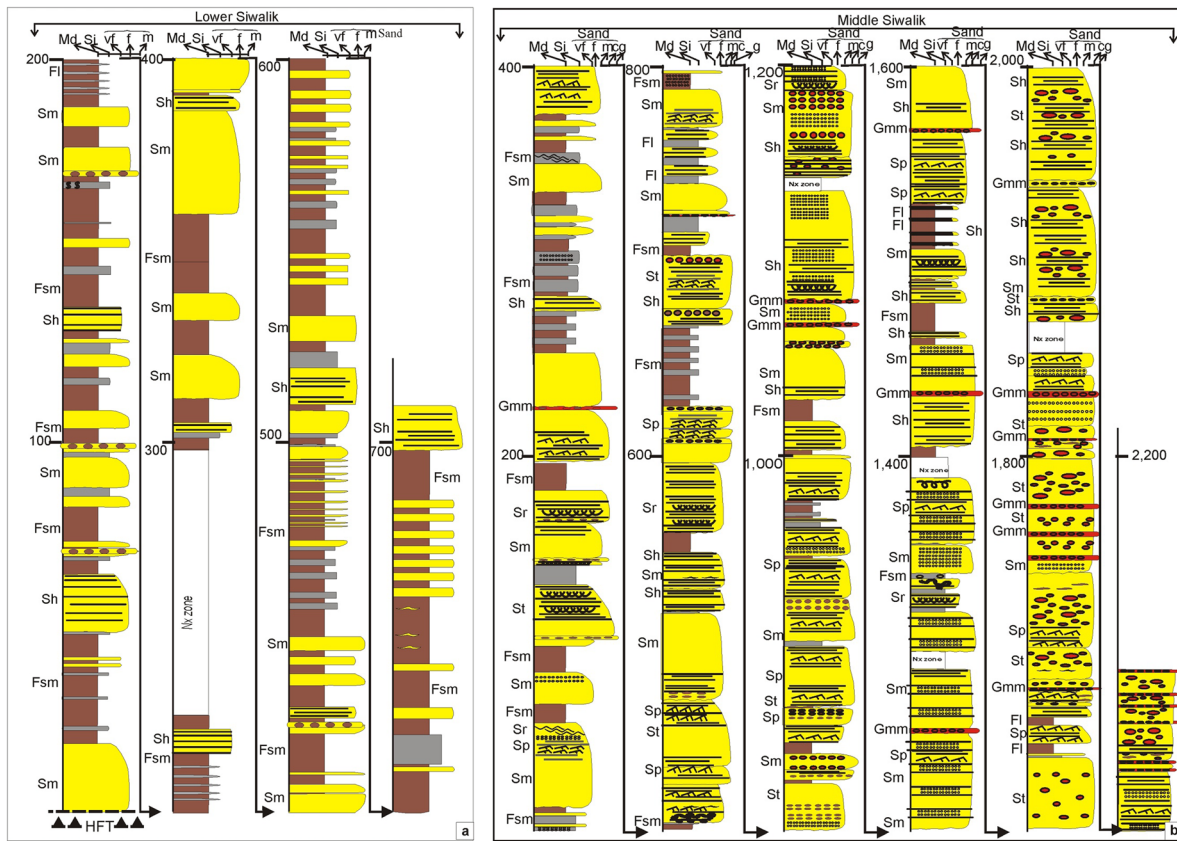 Lower Siwalik
Md Si vf f m
Md Si vf f m
Md Si vf f m Sand
200
Fl
Sm
Sm
Fsm
Sh
Fsm
100
Sm
Fsm
Sh
Fsm
Sm
HFT
400
Sh
Sm
Fsm
Sm
Sm
Fsm
300
Nx zone
Sh
Fsm
600
Sm
Sh
500
Fsm
Sm
Fsm
Sm
Sh
700
Fsm
Fsm
a
Middle Siwalik
Sand
Md Si vf f m cg
Sand
Md Si vf f mc g
Sand
Md Si vf f mcg
Sand
Md Si vf f mcg
Sand
Md Si vf f mcg
400
Fsm
Sm
Fsm
Sh
Gmm
200
Fsm
Sr
Sm
St
Fsm
Sm
Fsm
Sr
Sp
Sm
Fsm
800
Fsm
Sm
Fl
Fl
Fsm
St
Sh
Fsm
Sp
600
Sr
Sh
Sm
Sh
Sm
Sp
St
Sp
Fsm
1,200
Sr
Sm
Sh
Nx zone
Sh
Gmm
Sm
Gmm
Sm
Sh
Fsm
1,000
Sp
Sm
Sp
St
Sp
Sm
St
1,600
Sm
Sh
Gmm
Sp
Sp
Fl
Fl
Sh
Sm
Sh
Fsm
Sh
Sm
Gmm
Sh
1,400
Nx zone
Sp
Sm
Fsm
Sr
Nx zone
Sm
Gmm
Sp
Sm
Sm
2,000
Sh
St
Sh
Gmm
Sh
Sm
St
Sh
Nx zone
Sp
Gmm
St
Gmm
1,800
St
Gmm
St
Gmm
Sm
Sp
St
Gmm
Fl
Sp
Fl
St
2,200
b